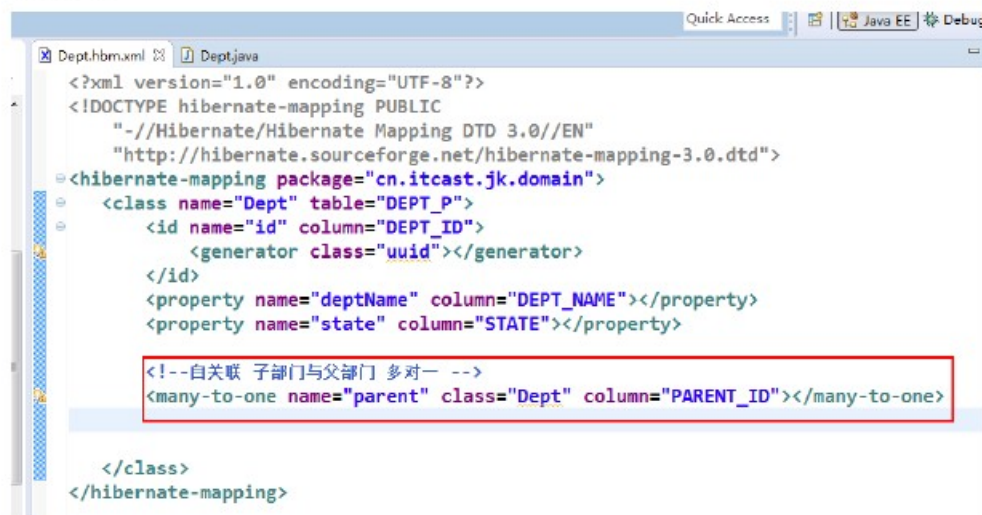 Quick Access Java EE Debug
Dept.hbm.xml Dept.java
<?xml version="1.0" encoding="UTF-8"?>
<!DOCTYPE hibernate-mapping PUBLIC
"-//Hibernate/Hibernate Mapping DTD 3.0//EN"
"http://hibernate.sourceforge.net/hibernate-mapping-3.0.dtd">
<hibernate-mapping package="cn.itcast.jk.domain">
<class name="Dept" table="DEPT_P">
<id name="id" column="DEPT_ID">
<generator class="uuid"></generator>
</id>
<property name="deptName" column="DEPT_NAME"></property>
<property name="state" column="STATE"></property>
<!--自关联 子部门与父部门 多对一 -->
<many-to-one name="parent" class="Dept" column="PARENT_ID"></many-to-one>
</class>
</hibernate-mapping>